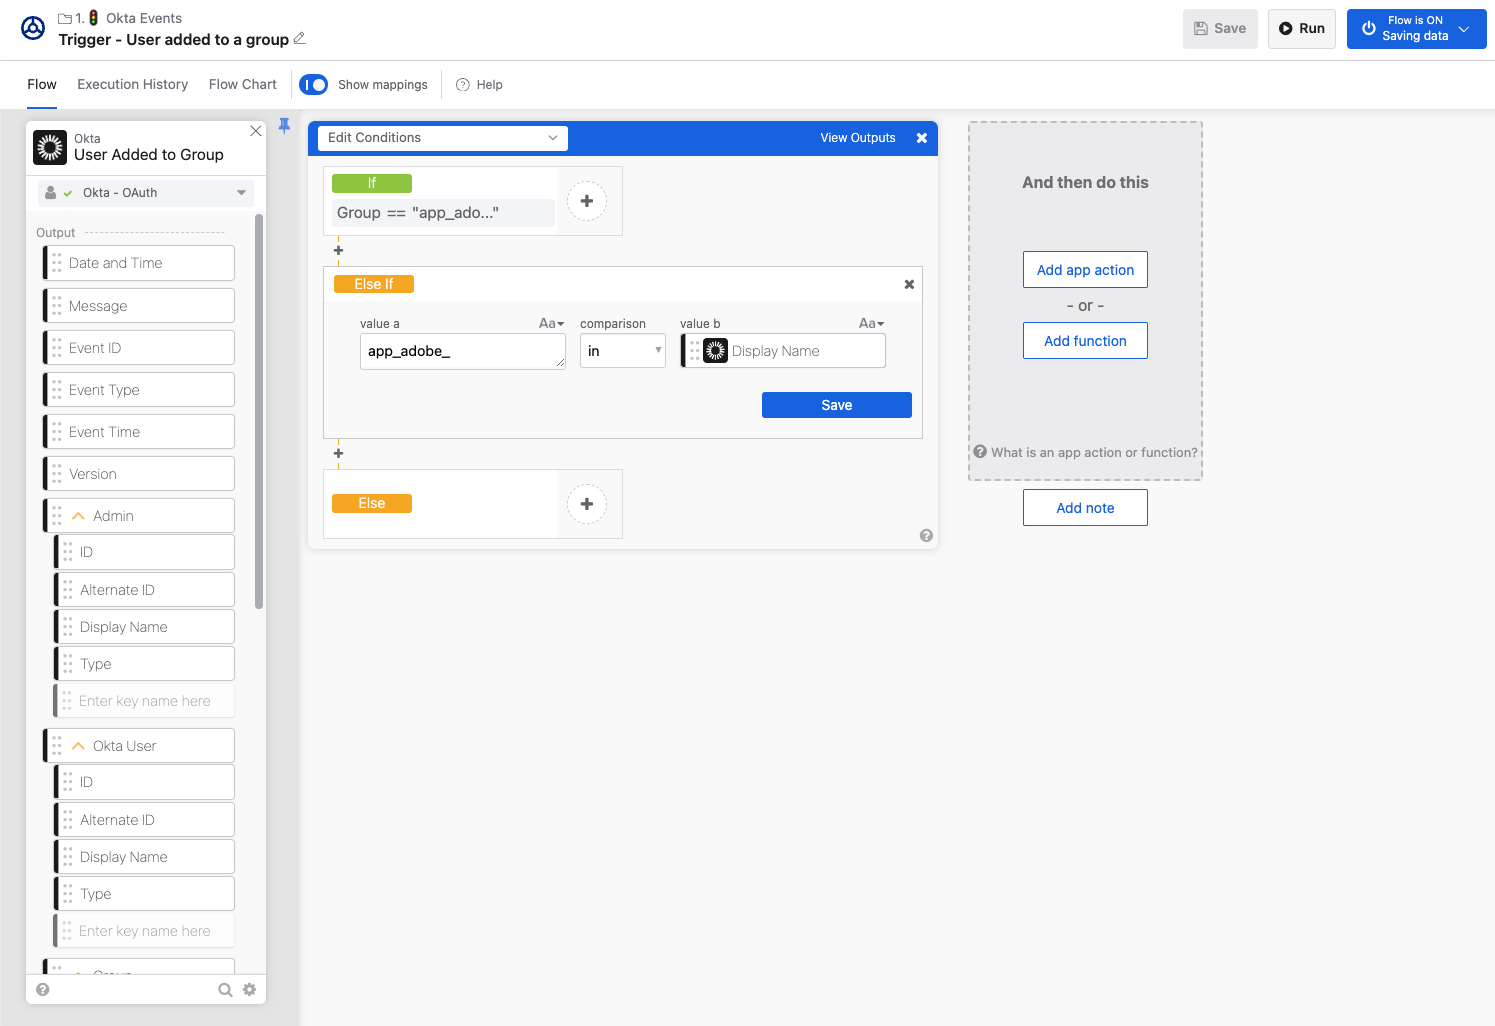 1. Okta Events
Trigger - User added to a group
Save
Run
Flow is ON
Saving data
Flow
Execution History
Flow Chart
Show mappings
Help
Okta
User Added to Group
Okta - OAuth
Output
Date and Time
Message
Event ID
Event Type
Event Time
Version
Admin
ID
Alternate ID
Display Name
Type
Enter key name here
Okta User
ID
Alternate ID
Display Name
Type
Enter key name here
Group
Edit Conditions
View Outputs
If
Group == "app_ado..."
Else If
value a
Aa
comparison
value b
Aa
app_adobe_
in
Display Name
Save
Else
And then do this
Add app action
- or -
Add function
What is an app action or function?
Add note